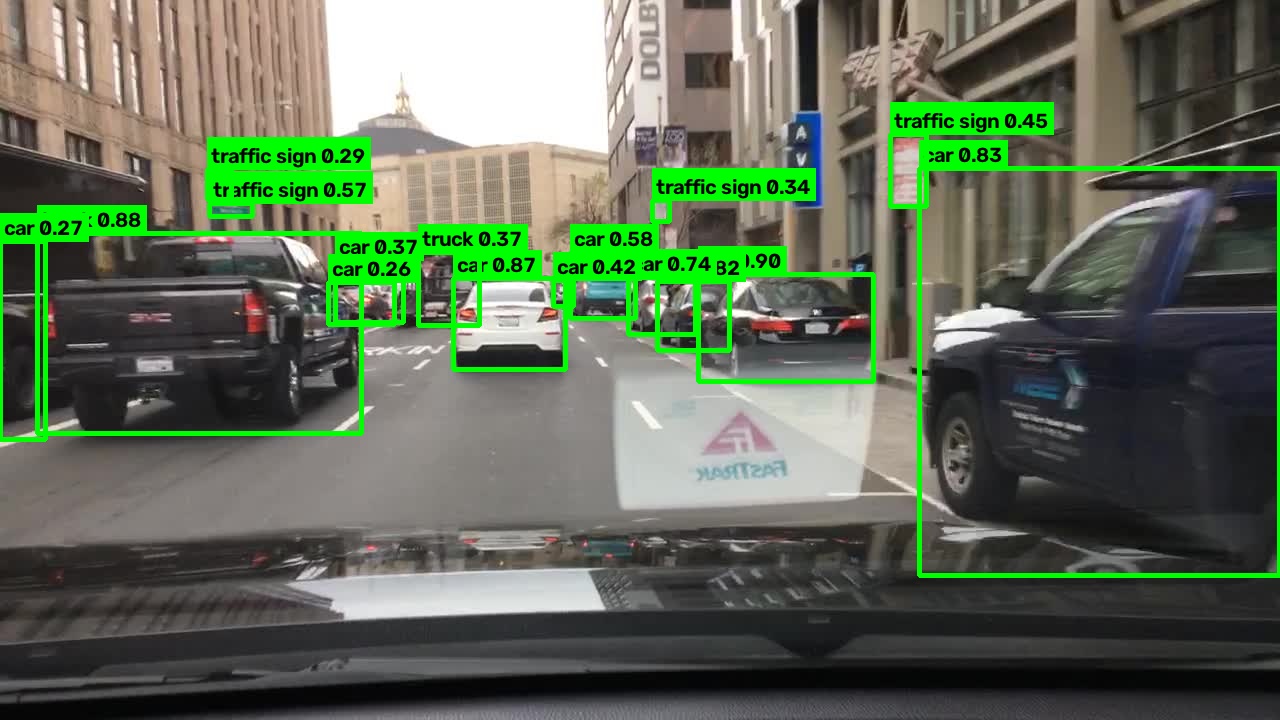 DOLBY
traffic sign 0.45
A
V
traffic sign 0.29
car 0.83
traffic sign 0.57
traffic sign 0.34
car 0.27
k 0.88
car 0.37
truck 0.37
car 0.58
car 0.26
car 0.87
car 0.42
ar 0.74
82
0.90
GMC
RKIN
FASTRAK